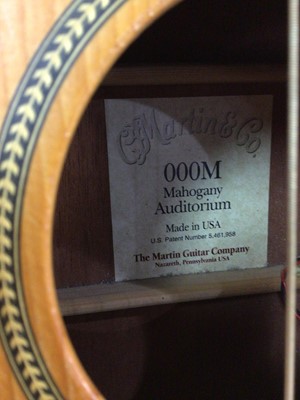 C.F. Martin & Co.
000M
Mahogany
Auditorium
Made in USA
U.S. Patent Number 5,461,958
The Martin Guitar Company
Nazareth, Pennsylvania USA